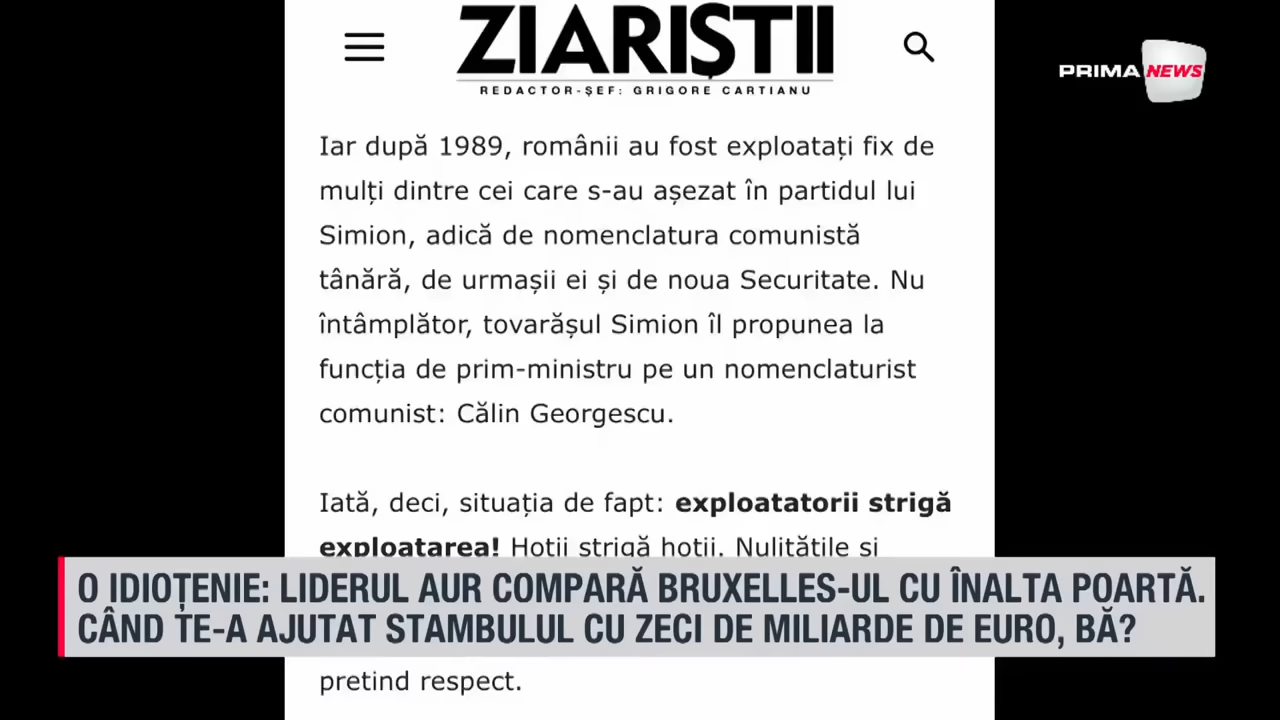 ZIARIȘTII
REDACTOR-ȘEF: GRIGORE CARTIANU
PRIMA NEWS
Iar după 1989, românii au fost exploatați fix de
mulți dintre cei care s-au așezat în partidul lui
Simion, adică de nomenclatura comunistă
tânără, de urmașii ei și de noua Securitate. Nu
întâmplător, tovarășul Simion îl propunea la
funcția de prim-ministru pe un nomenclaturist
comunist: Călin Georgescu.
Iată, deci, situația de fapt: exploatatorii strigă
exploatarea! Hoții strigă hoții. Nulitățile și
O IDIOȚENIE: LIDERUL AUR COMPARĂ BRUXELLES-UL CU ÎNALTA POARTĂ.
CÂND TE-A AJUTAT STAMBULUL CU ZECI DE MILIARDE DE EURO, BĂ?
pretind respect.